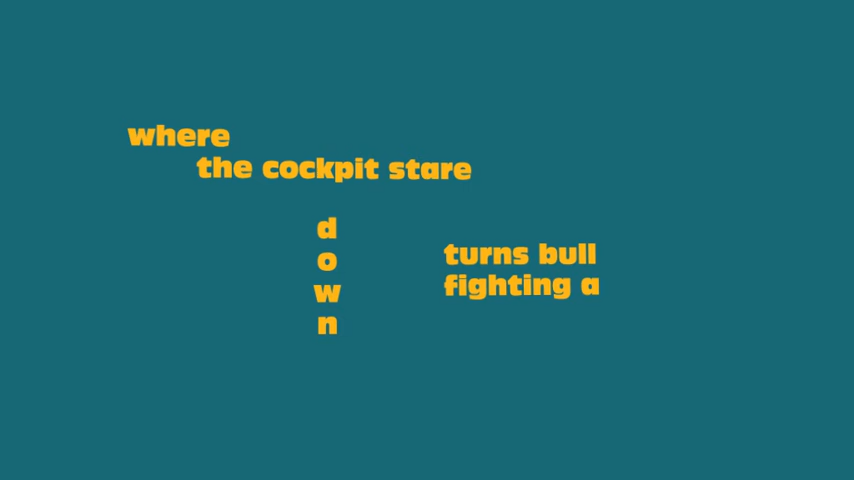 where
the cockpit stare
d
o
w
n
turns bull
fighting a